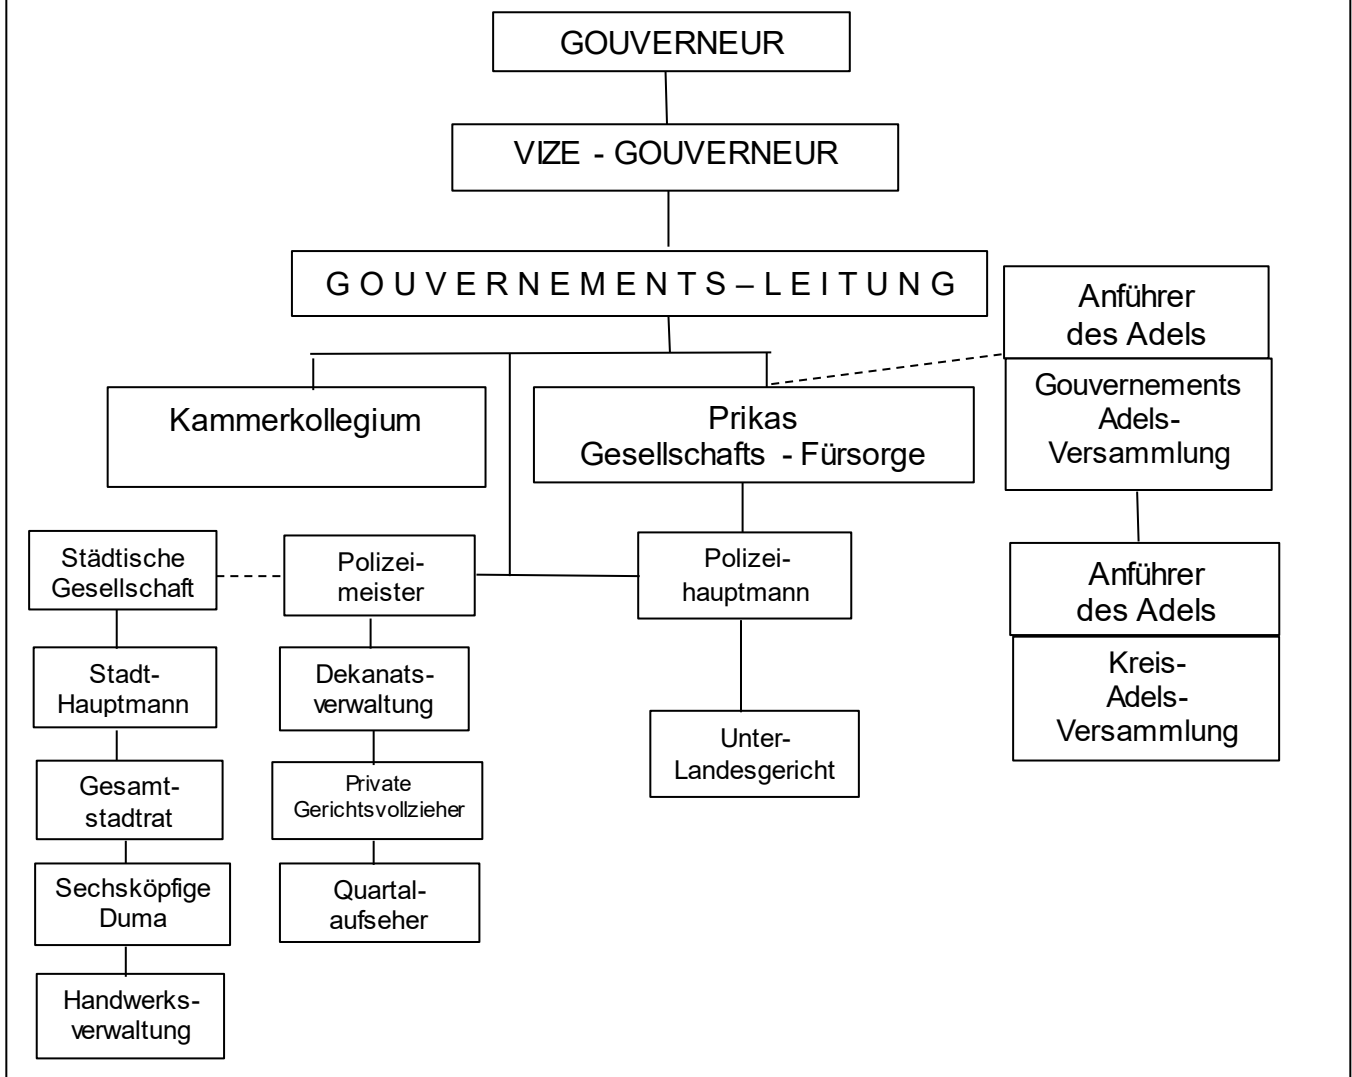 GOUVERNEUR
VIZE - GOUVERNEUR
GOUVERNEMENTS–LEITUNG
Anführer
des Adels
Gouvernements
Adels-
Versammlung
Kammerkollegium
Prikas
Gesellschafts - Fürsorge
Städtische
Gesellschaft
Polizei-
meister
Polizei-
hauptmann
Anführer
des Adels
Kreis-
Adels-
Versammlung
Stadt-
Hauptmann
Dekanats-
verwaltung
Unter-
Landesgericht
Gesamt-
stadtrat
Private
Gerichtsvollzieher
Sechsköpfige
Duma
Quartal-
aufseher
Handwerks-
verwaltung